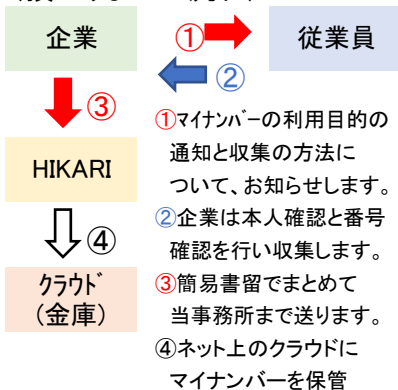 企業
①
従業員
②
③
①マイナンバーの利用目的の
通知と収集の方法に
ついて、お知らせします。
HIKARI
②企業は本人確認と番号
確認を行い収集します。
④
クラウド
(金庫)
③簡易書留でまとめて
当事務所まで送ります。
④ネット上のクラウドに
マイナンバーを保管